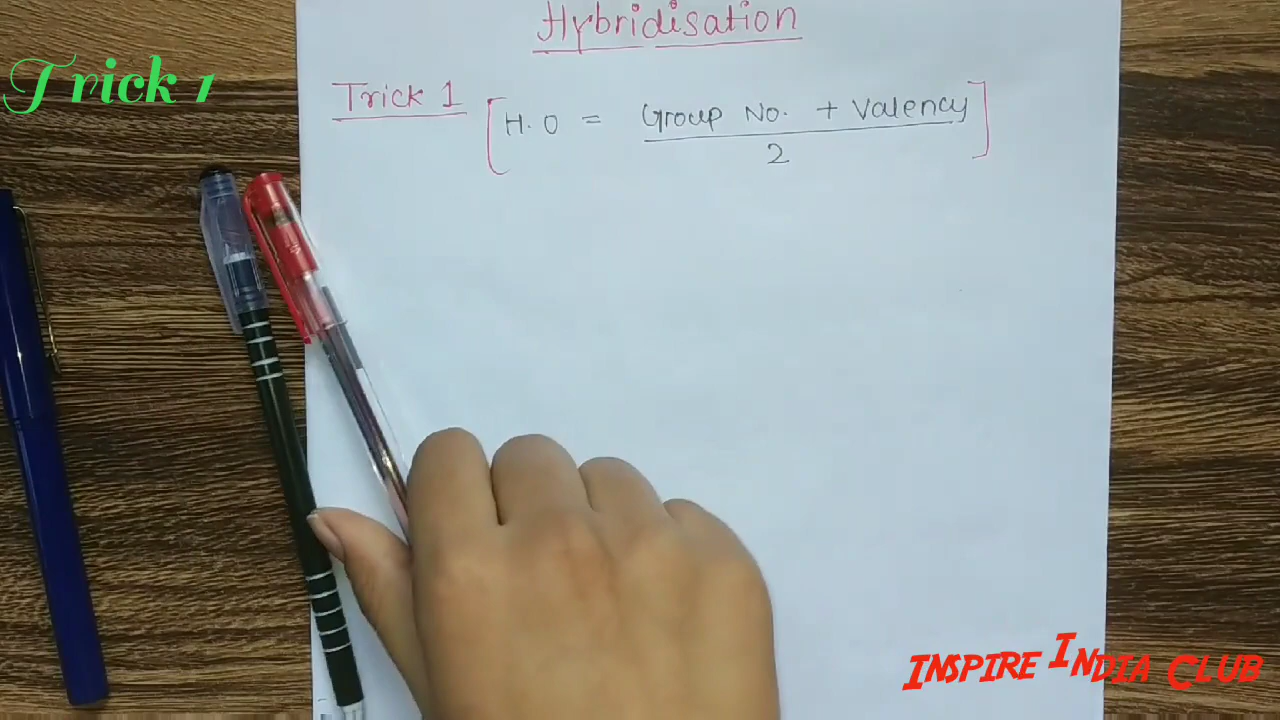 Hybridisation
Trick 1
Trick 1 [H.O = Group No. + Valency / 2]
INSPIRE INDIA CLUB